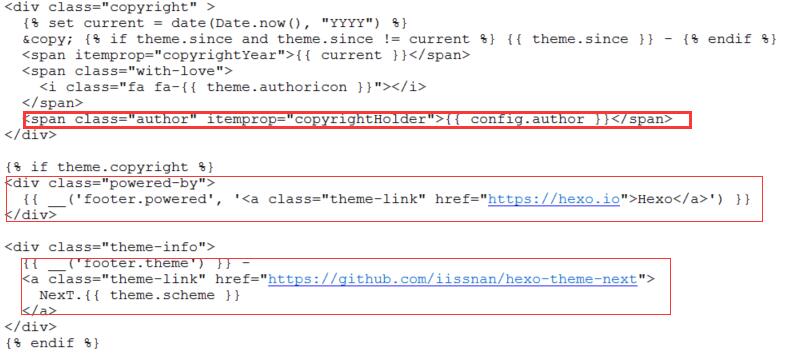 <div class="copyright" >
{% set current = date(Date.now(), "YYYY") %}
&copy; {% if theme.since and theme.since != current %} {{ theme.since }} - {% endif %}
<span itemprop="copyrightYear">{{ current }}</span>
<span class="with-love">
<i class="fa fa-{{ theme.authoricon }}"></i>
</span>
<span class="author" itemprop="copyrightHolder">{{ config.author }}</span>
</div>
{% if theme.copyright %}
<div class="powered-by">
{{ __('footer.powered', '<a class="theme-link" href="https://hexo.io">Hexo</a>') }}
</div>
<div class="theme-info">
{{ __('footer.theme') }} -
<a class="theme-link" href="https://github.com/iissnan/hexo-theme-next">
NexT.{{ theme.scheme }}
</a>
</div>
{% endif %}